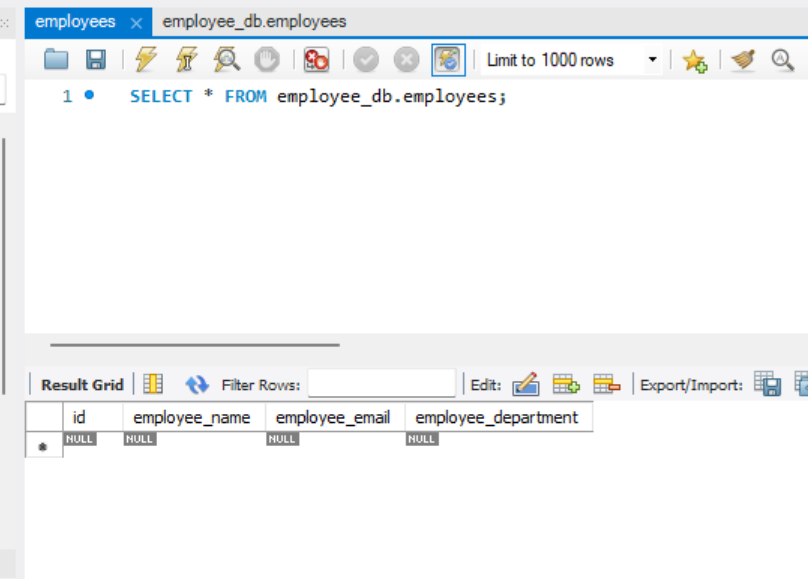 employees employee_db.employees
Limit to 1000 rows
1 SELECT * FROM employee_db.employees;
Result Grid Filter Rows: Edit: Export/Import:
id employee_name employee_email employee_department
NULL NULL NULL NULL